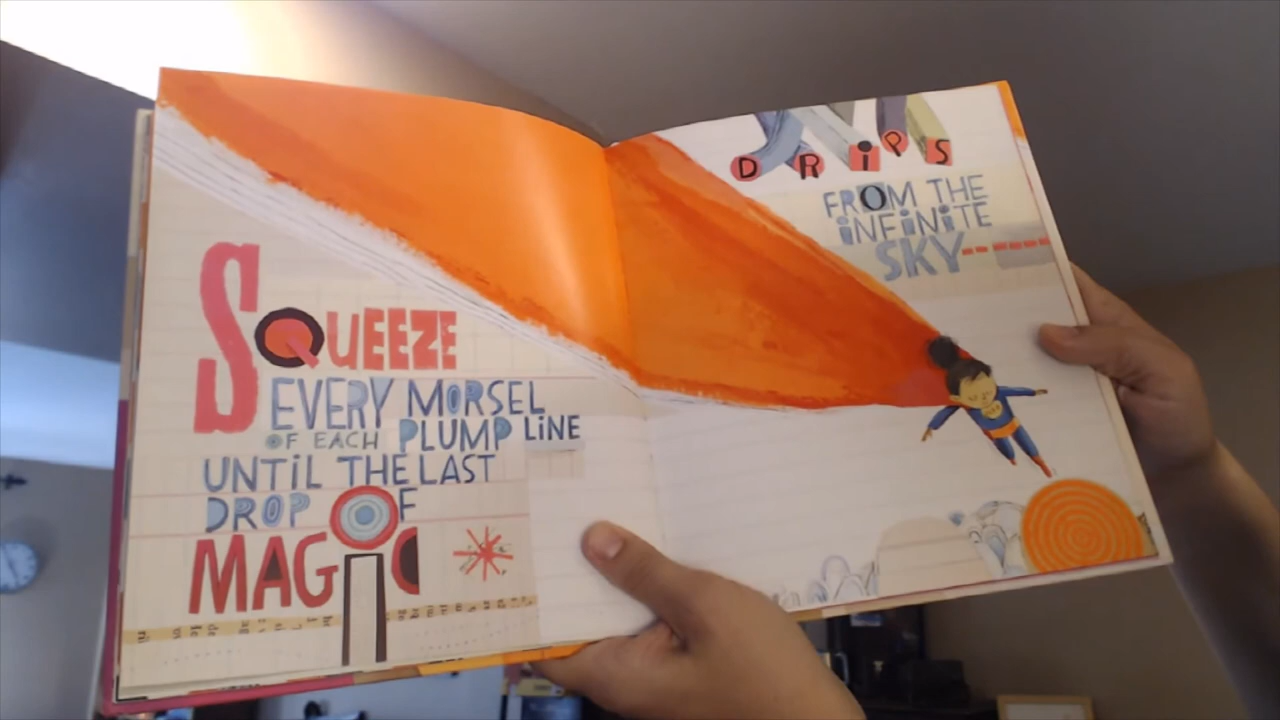 SQUEEZE
EVERY MORSEL
OF EACH PLUMP LINE
UNTiL THE LAST
DROP OF
MAGiC
DRiPS
FROM THE
iNFiNiTE
SKY